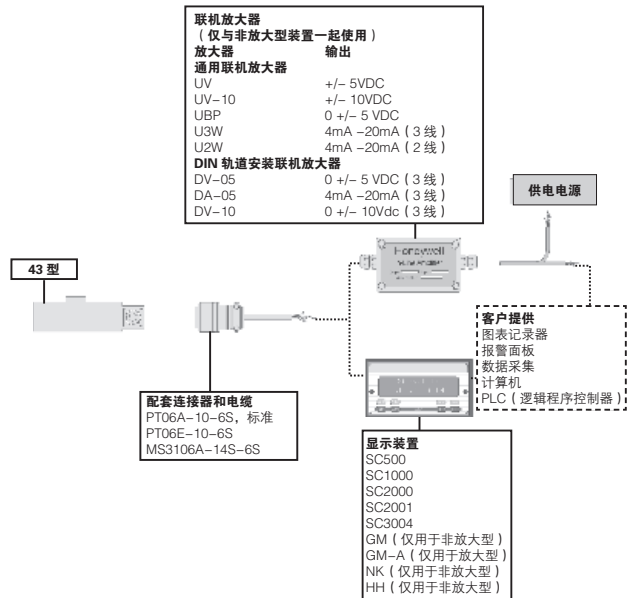 联机放大器
（仅与非放大型装置一起使用）
放大器 输出
通用联机放大器
UV +/– 5VDC
UV–10 +/– 10VDC
UBP 0 +/– 5 VDC
U3W 4mA –20mA（3 线）
U2W 4mA –20mA（2 线）
DIN 轨道安装联机放大器
DV–05 0 +/– 5 VDC（3 线）
DA–05 4mA –20mA（3 线）
DV–10 0 +/– 10Vdc（3 线）
供电电源
Honeywell
43 型
客户提供
图表记录器
报警面板
数据采集
计算机
PLC（逻辑程序控制器）
配套连接器和电缆
PT06A–10–6S，标准
PT06E–10–6S
MS3106A–14S–6S
显示装置
SC500
SC1000
SC2000
SC2001
SC3004
GM（仅用于非放大型）
GM–A（仅用于放大型）
NK（仅用于非放大型）
HH（仅用于非放大型）